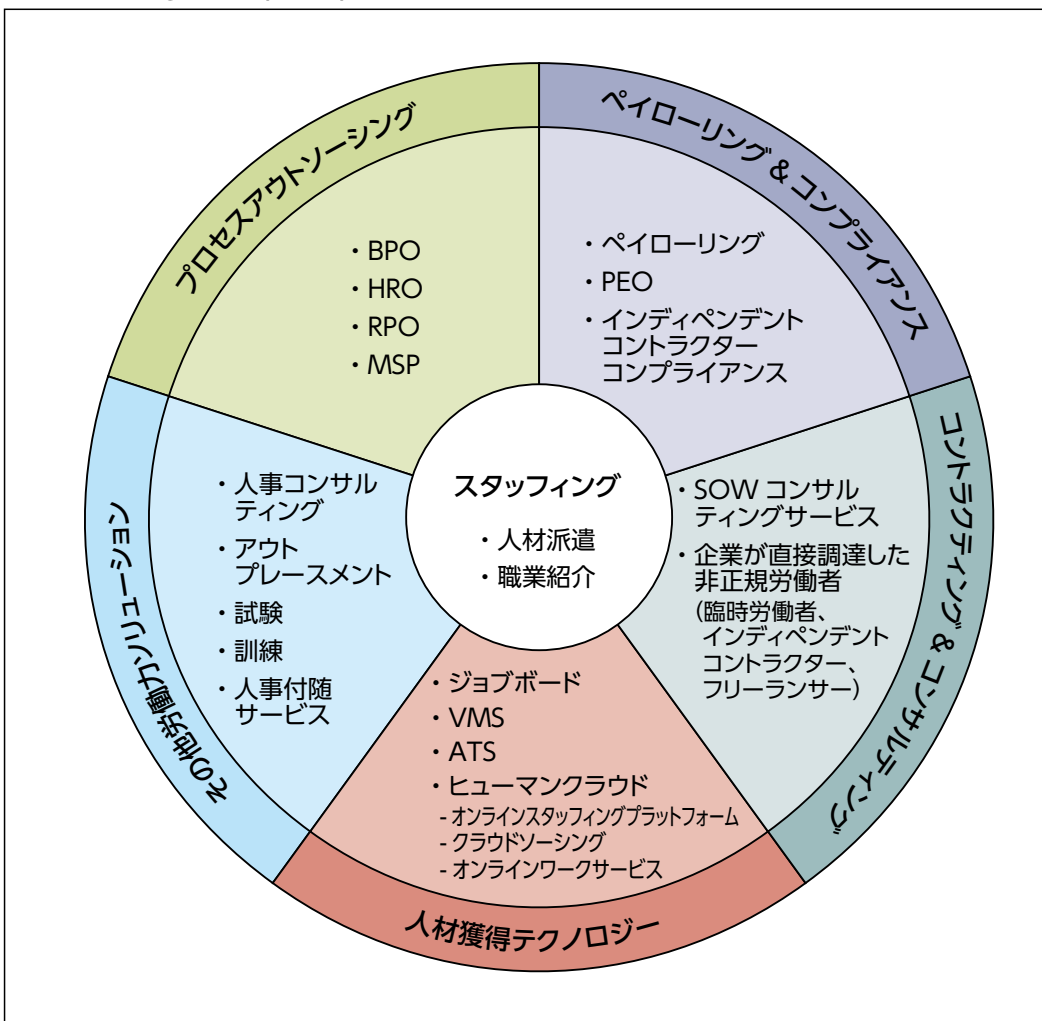 プロセスアウトソーシング
・BPO
・HRO
・RPO
・MSP
ペイローリング & コンプライアンス
・ペイローリング
・PEO
・インディペンデント
コントラクター
コンプライアンス
コントラクティング & コンサルティング
・SOW コンサル
ティングサービス
・企業が直接調達した
非正規労働者
(臨時労働者、
インディペンデント
コントラクター、
フリーランサー)
人材獲得テクノロジー
・ジョブボード
・VMS
・ATS
・ヒューマンクラウド
- オンラインスタッフィングプラットフォーム
- クラウドソーシング
- オンラインワークサービス
その他労働力ソリューション
・人事コンサル
ティング
・アウト
プレースメント
・試験
・訓練
・人事付随
サービス
スタッフィング
・人材派遣
・職業紹介